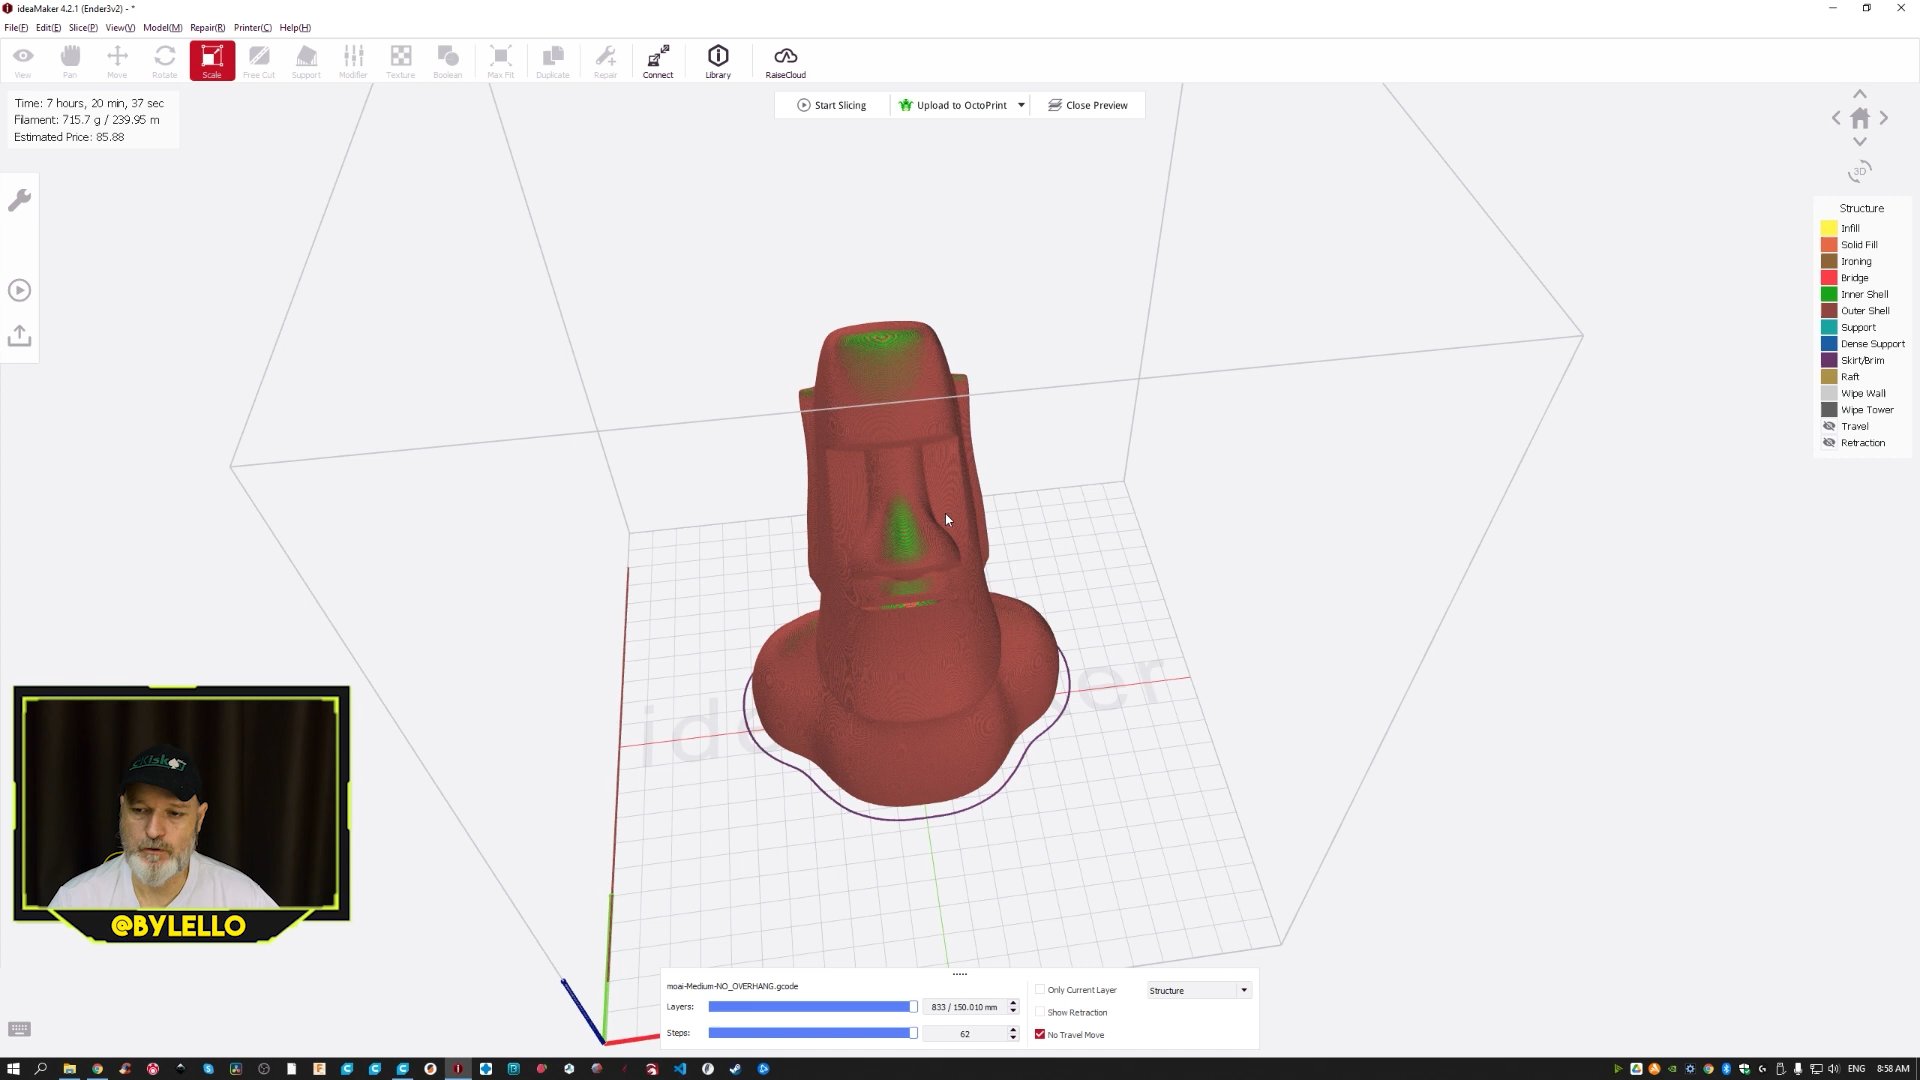 ideaMaker 4.2.1 (Ender3v2) - *
File(F) Edit(E) Slice(P) View(V) Model(M) Repair(R) Printer(C) Help(H)
View Pan Move Rotate Scale Free Cut Support Modifier Texture Boolean Max Fit Duplicate Repair Connect Library RaiseCloud
Time: 7 hours, 20 min, 37 sec
Filament: 715.7 g / 239.95 m
Estimated Price: 85.88
Start Slicing Upload to OctoPrint Close Preview
3D
Structure
Infill
Solid Fill
Ironing
Bridge
Inner Shell
Outer Shell
Support
Dense Support
Skirt/Brim
Raft
Wipe Wall
Wipe Tower
Travel
Retraction
@BYLELLO
moai-Medium-NO_OVERHANG.gcode
Layers: 833 / 150.010 mm
Steps: 62
Only Current Layer Structure
Show Retraction
No Travel Move
ENG 8:58 AM